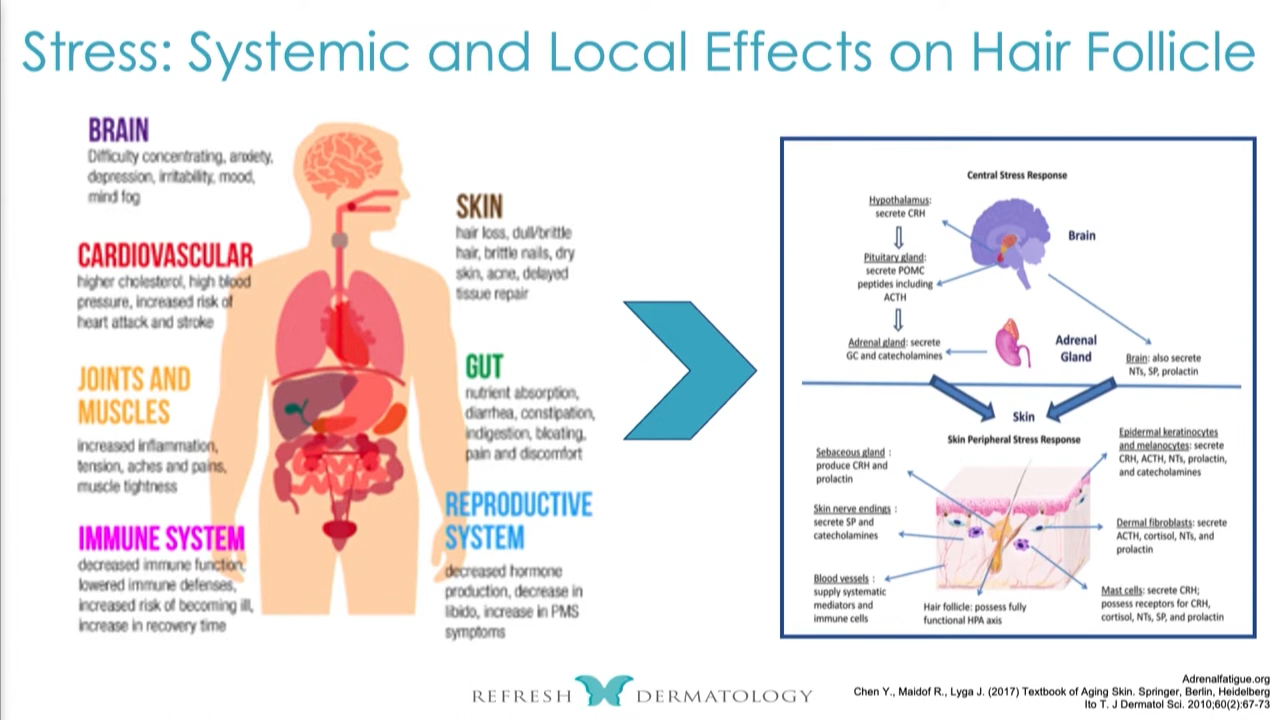 Stress: Systemic and Local Effects on Hair Follicle
BRAIN
Difficulty concentrating, anxiety,
depression, irritability, mood,
mind fog
CARDIOVASCULAR
higher cholesterol, high blood
pressure, increased risk of
heart attack and stroke
JOINTS AND
MUSCLES
increased inflammation,
tension, aches and pains,
muscle tightness
IMMUNE SYSTEM
decreased immune function,
lowered immune defenses,
increased risk of becoming ill,
increase in recovery time
SKIN
hair loss, dull/brittle
hair, brittle nails, dry
skin, acne, delayed
tissue repair
GUT
nutrient absorption,
diarrhea, constipation,
indigestion, bloating,
pain and discomfort
REPRODUCTIVE
SYSTEM
decreased hormone
production, decrease in
libido, increase in PMS
symptoms
Central Stress Response
Hypothalamus:
secrete CRH
Brain
Pituitary gland:
secrete POMC
peptides including
ACTH
Adrenal gland: secrete
GC and catecholamines
Adrenal
Gland
Brain: also secrete
NTs, SP, prolactin
Skin
Skin Peripheral Stress Response
Sebaceous gland :
produce CRH and
prolactin
Skin nerve endings :
secrete SP and
catecholamines
Blood vessels :
supply systematic
mediators and
immune cells
Hair follicle: possess fully
functional HPA axis
Epidermal keratinocytes
and melanocytes: secrete
CRH, ACTH, NTs, prolactin,
and catecholamines
Dermal fibroblasts: secrete
ACTH, cortisol, NTs, and
prolactin
Mast cells: secrete CRH;
possess receptors for CRH,
cortisol, NTs, SP, and prolactin
REFRESH DERMATOLOGY
Adrenalfatigue.org
Chen Y., Maidof R., Lyga J. (2017) Textbook of Aging Skin. Springer, Berlin, Heidelberg
Ito T. J Dermatol Sci. 2010;60(2):67-73